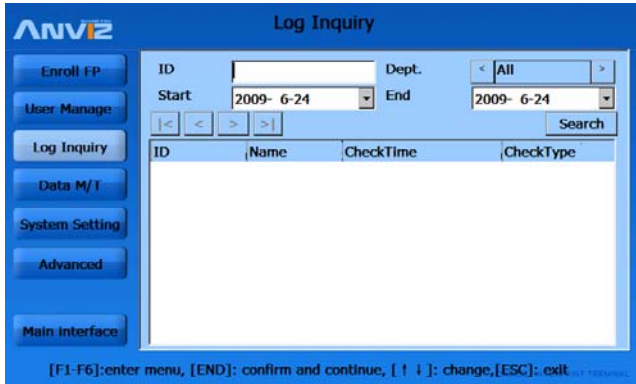 ANVIZ
Log Inquiry
Enroll FP
User Manage
Log Inquiry
Data M/T
System Setting
Advanced
Main interface
ID
Dept.
< All >
Start
2009- 6-24
End
2009- 6-24
|< < > >|
Search
ID Name CheckTime CheckType
[F1-F6]:enter menu, [END]: confirm and continue, [ ↑ ↓ ]: change,[ESC]:exit